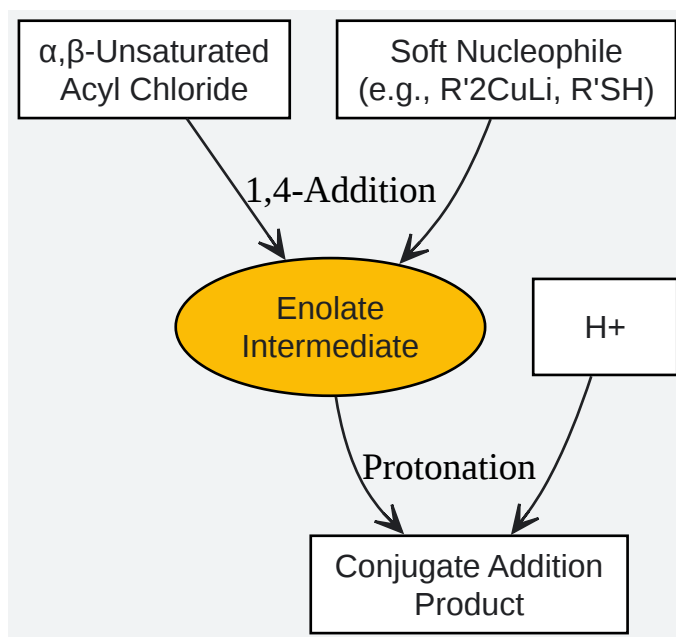 α,β-Unsaturated
Acyl Chloride
Soft Nucleophile
(e.g., R'2CuLi, R'SH)
1,4-Addition
Enolate
Intermediate
H+
Protonation
Conjugate Addition
Product